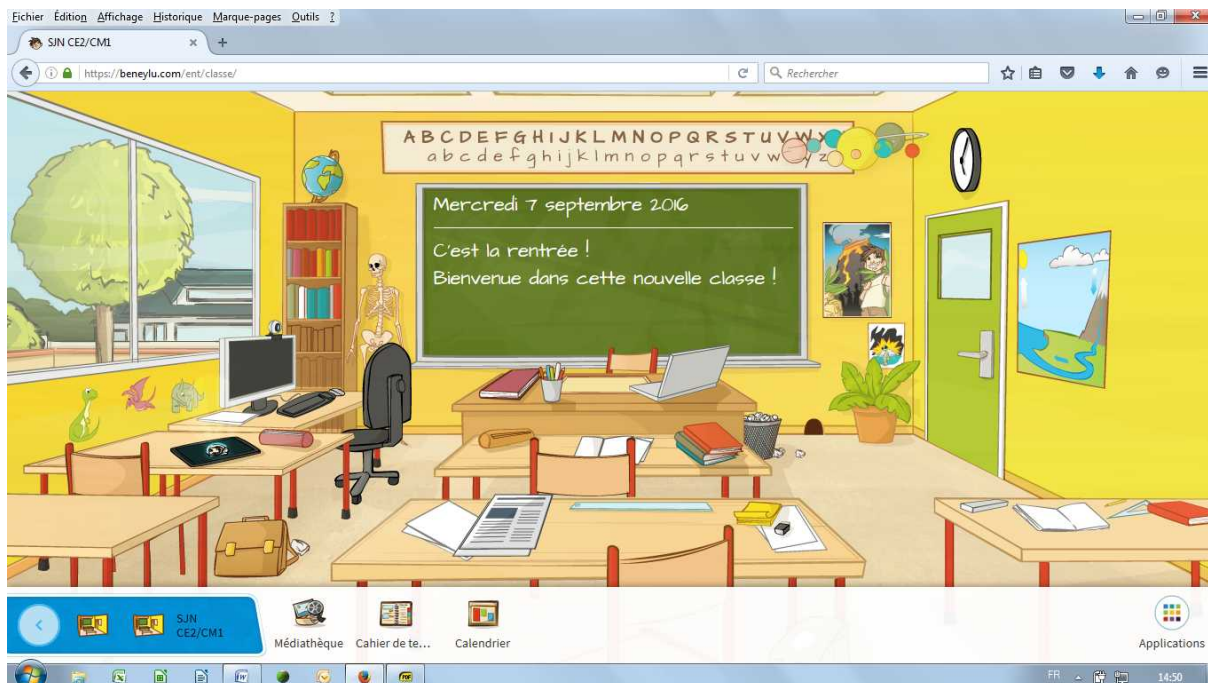 Fichier Édition Affichage Historique Marque-pages Outils ?
SJN CE2/CM1
https://beneylu.com/ent/classe/
Rechercher
A B C D E F G H I J K L M N O P Q R S T U V W X
a b c d e f g h i j k l m n o p q r s t u v w y z
Mercredi 7 septembre 2016
C'est la rentrée !
Bienvenue dans cette nouvelle classe !
SJN
CE2/CM1
Médiathèque
Cahier de te...
Calendrier
Applications
FR
14:50